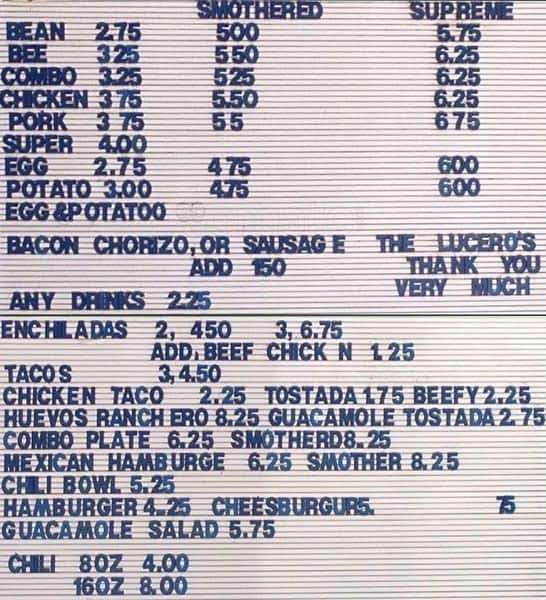 SMOTHERED SUPREME
BEAN 2.75 500 5.75
BEE 3 25 5 50 6.25
COMBO 3.25 525 6.25
CHICKEN 3 75 5.50 6.25
PORK 3 75 5 5 6 75
SUPER 4.00
EGG 2.75 4 75 600
POTATO 3.00 4.75 600
EGG &POTATOO
BACON CHORIZO, OR SAUSAG E THE LUCERO'S
ADD 150 THANK YOU
VERY MUCH
ANY DRINKS 2.25
ENCHILADAS 2, 450 3, 6.75
ADD, BEEF CHICK N 1.25
TACO S 3, 4.50
CHICKEN TACO 2.25 TOSTADA 1.75 BEEFY 2.25
HUEVOS RANCH ERO 8.25 GUACAMOLE TOSTADA 2.75
COMBO PLATE 6.25 SMOTHERD 8.25
MEXICAN HAMBURGE 6.25 SMOTHER 8.25
CHILI BOWL 5.25
HAMBURGER 4..25 CHEESBURGUR5. 75
GUACAMOLE SALAD 5.75
CHILI 8OZ 4.00
16OZ 8.00